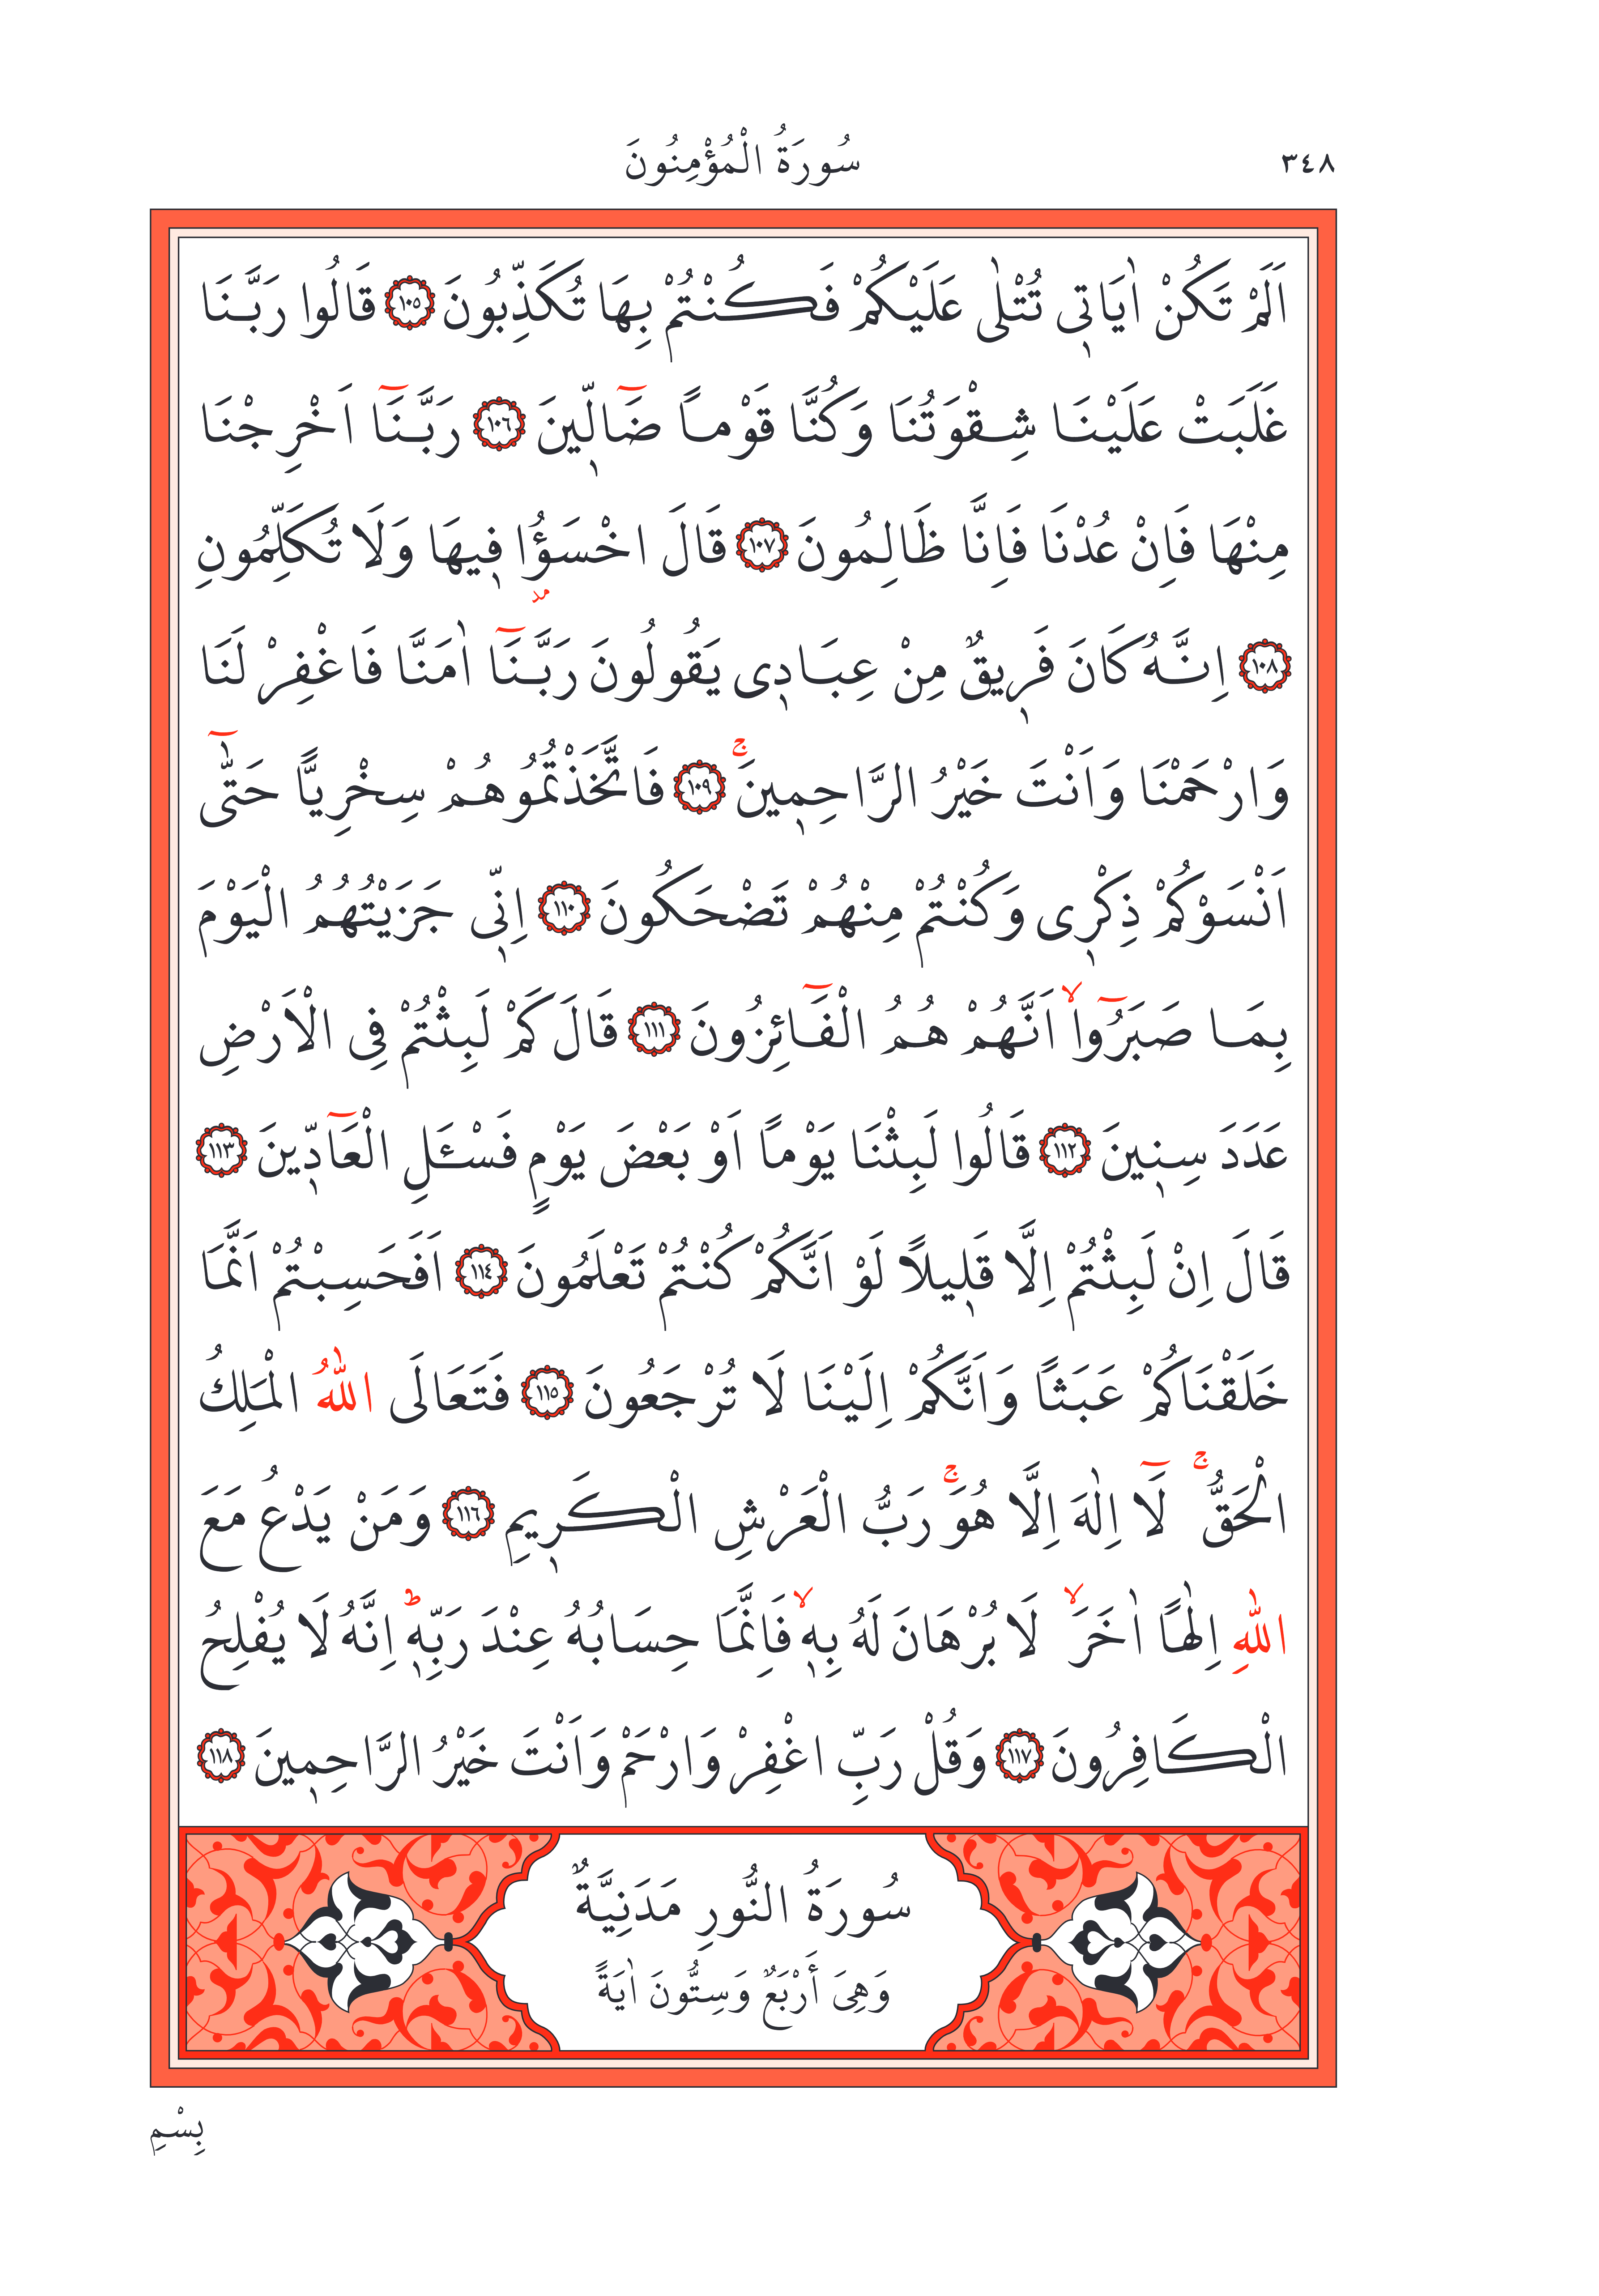 ٣٤٨
سُورَةُ الْمُؤْمِنُونَ
اَلَمْ تَكُنْ اٰيَاتٖى تُتْلٰى عَلَيْكُمْ فَكُنْتُمْ بِهَا تُكَذِّبُونَ ١٠٥ قَالُوا رَبَّنَا
غَلَبَتْ عَلَيْنَا شِقْوَتُنَا وَكُنَّا قَوْمًا ضَٓالّٖينَ ١٠٦ رَبَّنَٓا اَخْرِجْنَا
مِنْهَا فَاِنْ عُدْنَا فَاِنَّا ظَالِمُونَ ١٠٧ قَالَ اخْسَؤُ۫ا فٖيهَا وَلَا تُكَلِّمُونِ
١٠٨ اِنَّهُ كَانَ فَرٖيقٌ مِنْ عِبَادٖى يَقُولُونَ رَبَّنَٓا اٰمَنَّا فَاغْفِرْ لَنَا
وَارْحَمْنَا وَاَنْتَ خَيْرُ الرَّاحِمٖينَۚ ١٠٩ فَاتَّخَذْتُمُوهُمْ سِخْرِيًّا حَتّٰٓى
اَنْسَوْكُمْ ذِكْرٖى وَكُنْتُمْ مِنْهُمْ تَضْحَكُونَ ١١٠ اِنّٖى جَزَيْتُهُمُ الْيَوْمَ
بِمَا صَبَرُٓواۙ اَنَّهُمْ هُمُ الْفَٓائِزُونَ ١١١ قَالَ كَمْ لَبِثْتُمْ فِى الْاَرْضِ
عَدَدَ سِنٖينَ ١١٢ قَالُوا لَبِثْنَا يَوْمًا اَوْ بَعْضَ يَوْمٍ فَسْـَٔلِ الْعَٓادّٖينَ ١١٣
قَالَ اِنْ لَبِثْتُمْ اِلَّا قَلٖيلًا لَوْ اَنَّكُمْ كُنْتُمْ تَعْلَمُونَ ١١٤ اَفَحَسِبْتُمْ اَنَّمَا
خَلَقْنَاكُمْ عَبَثًا وَاَنَّكُمْ اِلَيْنَا لَا تُرْجَعُونَ ١١٥ فَتَعَالَى اللّٰهُ الْمَلِكُ
الْحَقُّۚ لَٓا اِلٰهَ اِلَّا هُوَۚ رَبُّ الْعَرْشِ الْكَرٖيمِ ١١٦ وَمَنْ يَدْعُ مَعَ
اللّٰهِ اِلٰهًا اٰخَرَۙ لَا بُرْهَانَ لَهُ بِهٖۙ فَاِنَّمَا حِسَابُهُ عِنْدَ رَبِّهٖؕ اِنَّهُ لَا يُفْلِحُ
الْكَافِرُونَ ١١٧ وَقُلْ رَبِّ اغْفِرْ وَارْحَمْ وَاَنْتَ خَيْرُ الرَّاحِمٖينَ ١١٨
سُورَةُ النُّورِ مَدَنِيَّةٌ
وَهِىَ أَرْبَعٌ وَسِتُّونَ اٰيَةً
بِسْمِ